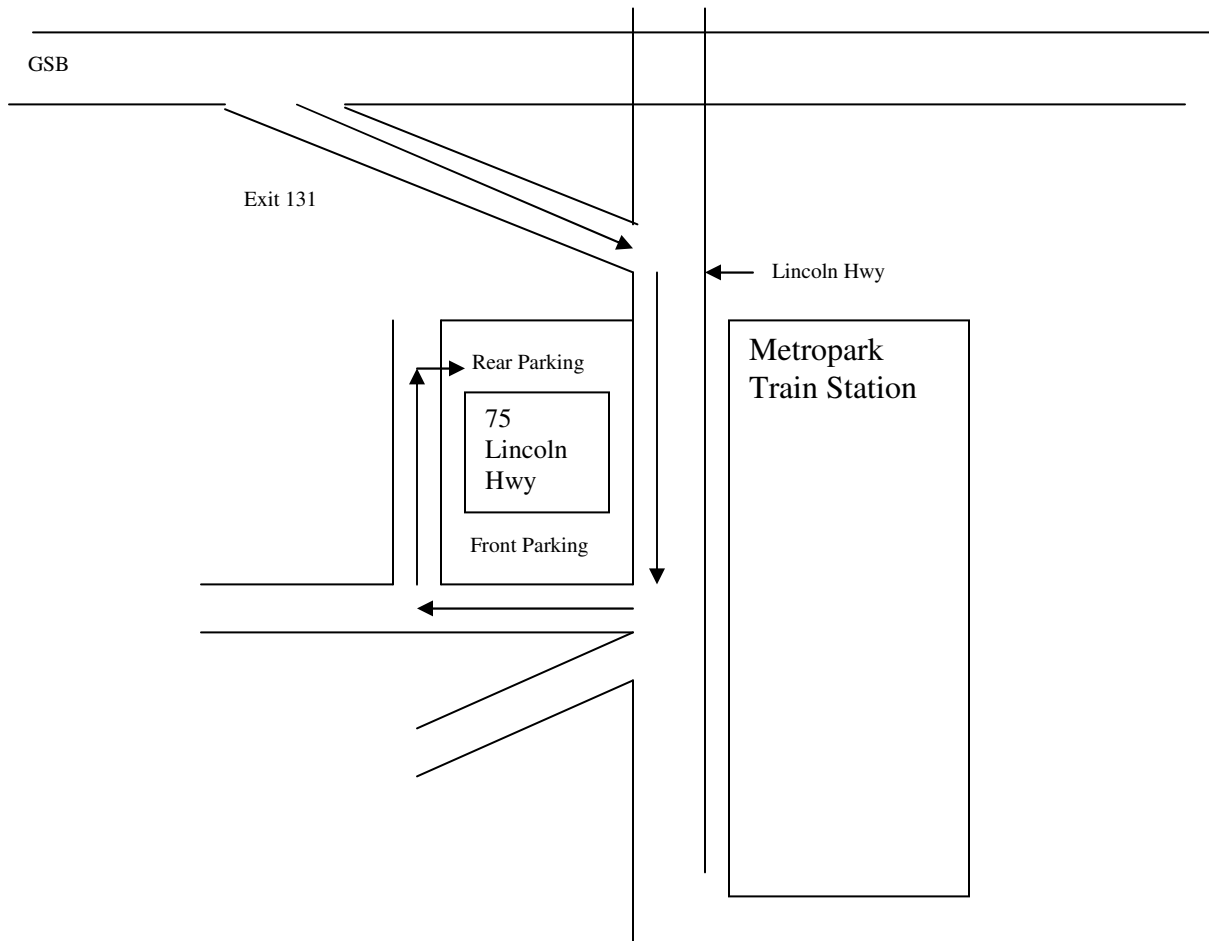 GSB
Exit 131
Lincoln Hwy
Metropark
Train Station
Rear Parking
75
Lincoln
Hwy
Front Parking